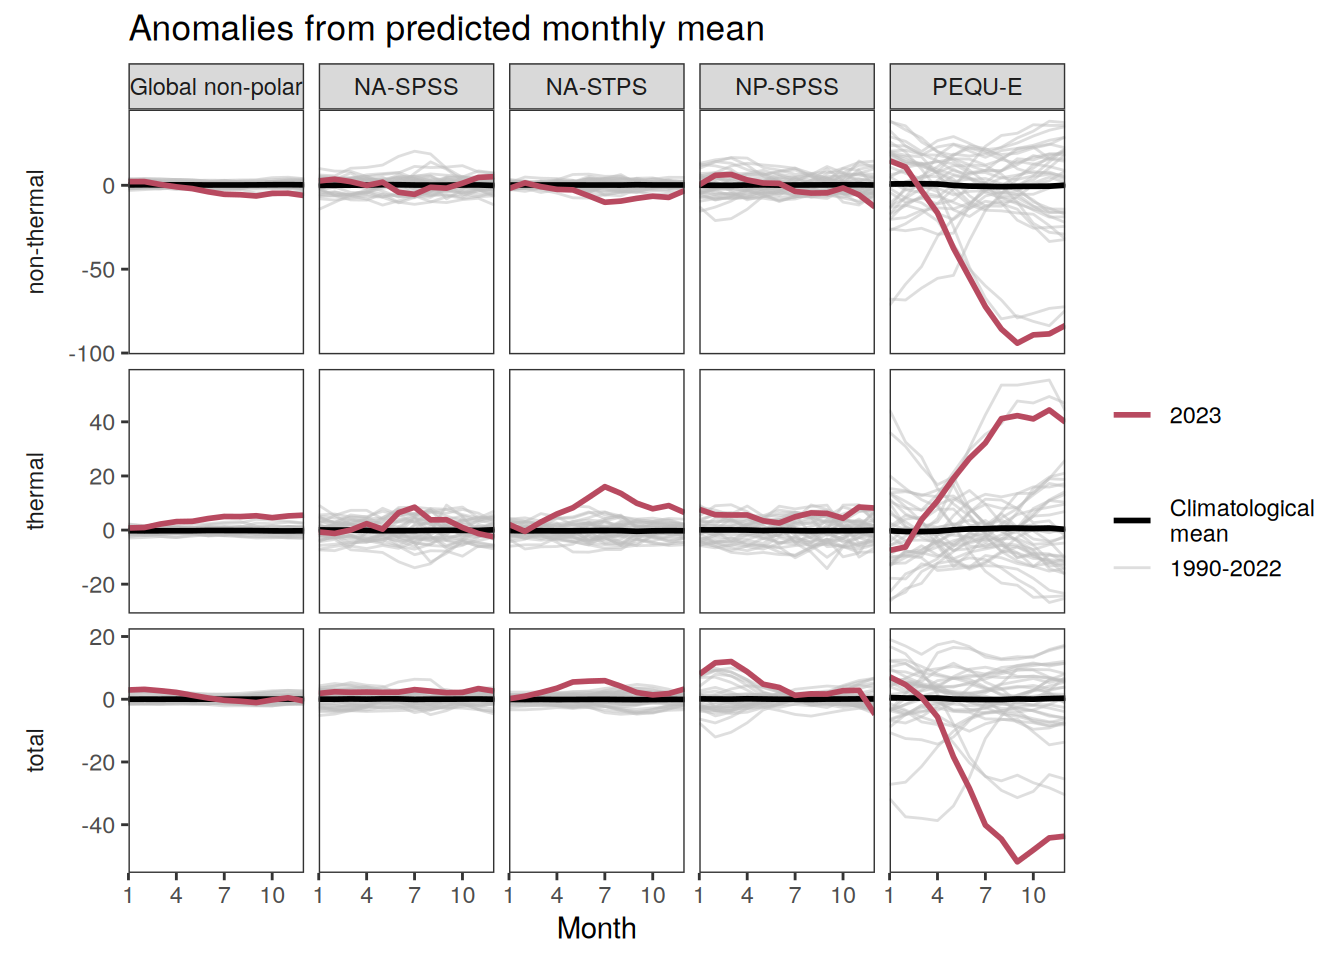 Anomalies from predicted monthly mean
Global non-polar NA-SPSS NA-STPS NP-SPSS PEQU-E
non-thermal
0
-50
-100
thermal
40
20
0
-20
total
20
0
-20
-40
1 4 7 10 1 4 7 10 1 4 7 10 1 4 7 10 1 4 7 10
Month
2023
Climatological
mean
1990-2022